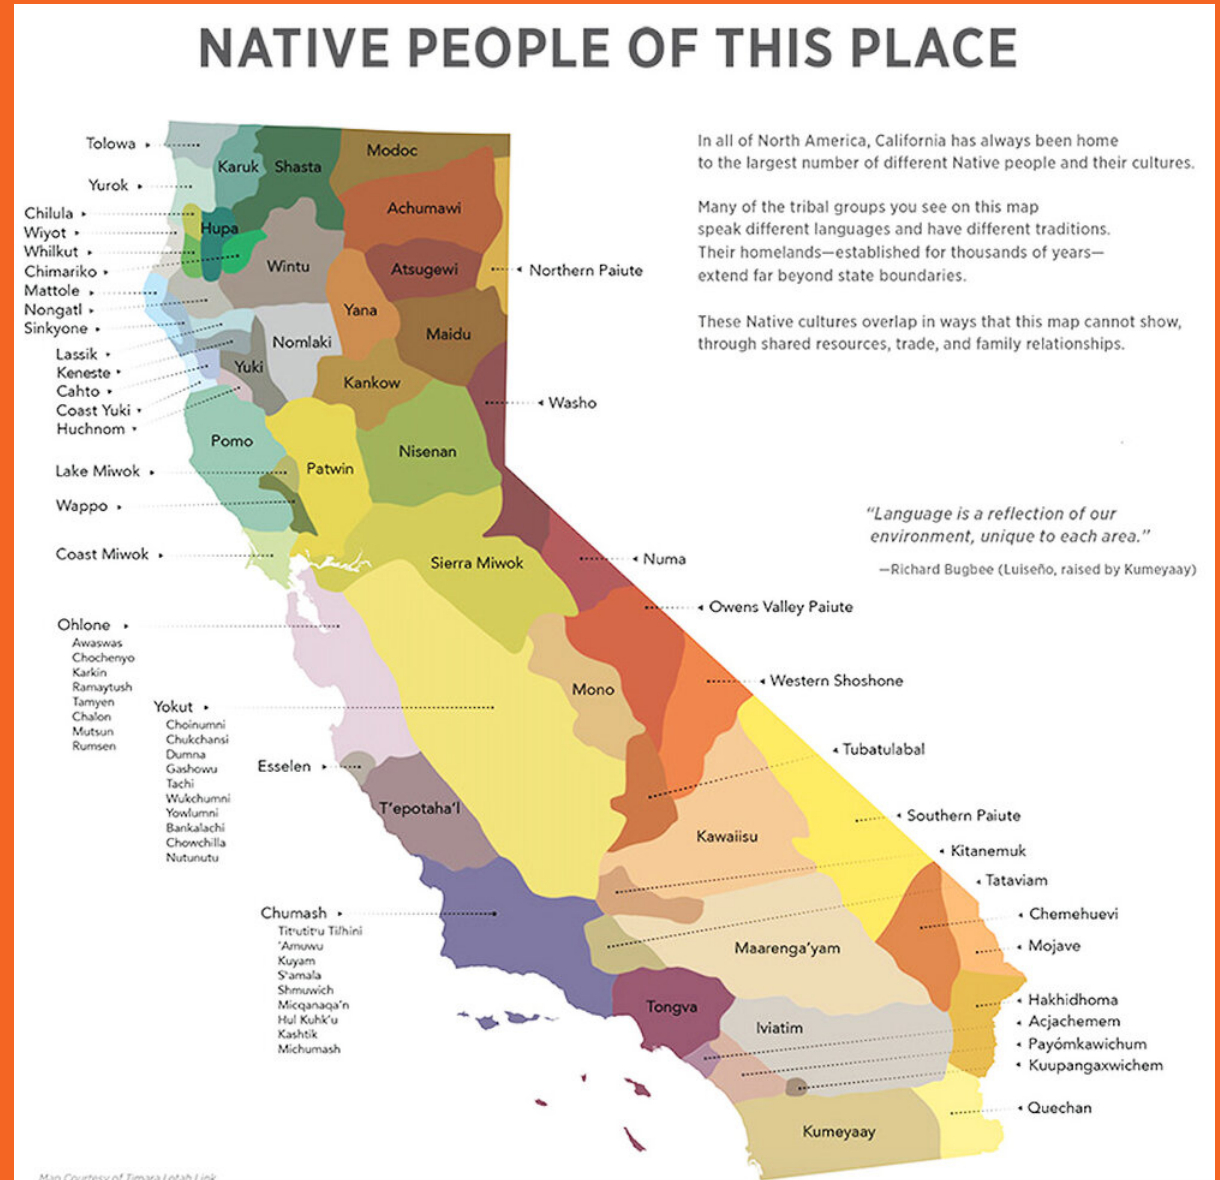 NATIVE PEOPLE OF THIS PLACE
In all of North America, California has always been home
to the largest number of different Native people and their cultures.
Many of the tribal groups you see on this map
speak different languages and have different traditions.
Their homelands—established for thousands of years—
extend far beyond state boundaries.
These Native cultures overlap in ways that this map cannot show,
through shared resources, trade, and family relationships.
"Language is a reflection of our
environment, unique to each area."
—Richard Bugbee (Luiseño, raised by Kumeyaay)
Tolowa
Yurok
Chilula
Wiyot
Whilkut
Chimariko
Mattole
Nongatl
Sinkyone
Lassik
Keneste
Cahto
Coast Yuki
Huchnom
Lake Miwok
Wappo
Coast Miwok
Ohlone
Awaswas
Chochenyo
Karkin
Ramaytush
Tamyen
Chalon
Mutsun
Rumsen
Yokut
Choinumni
Chukchansi
Dumna
Gashowu
Tachi
Wukchumni
Yowlumni
Bankalachi
Chowchilla
Nutunutu
Esselen
Chumash
Kuyam
S'amala
Shmuwich
Micqanaqa'n
Hul Kuhk'u
Kashtik
Michumash
Karuk
Shasta
Modoc
Hupa
Achumawi
Wintu
Atsugewi
Yana
Maidu
Nomlaki
Yuki
Kankow
Pomo
Patwin
Nisenan
Sierra Miwok
Mono
T'epotaha'l
Kawaiisu
Maarenga'yam
Tongva
Iviatim
Kumeyaay
Northern Paiute
Washo
Numa
Owens Valley Paiute
Western Shoshone
Tubatulabal
Southern Paiute
Kitanemuk
Tataviam
Chemehuevi
Mojave
Hakhidhoma
Acjachemem
Payómkawichum
Kuupangaxwichem
Quechan
Map Courtesy of Timara Lotah Link